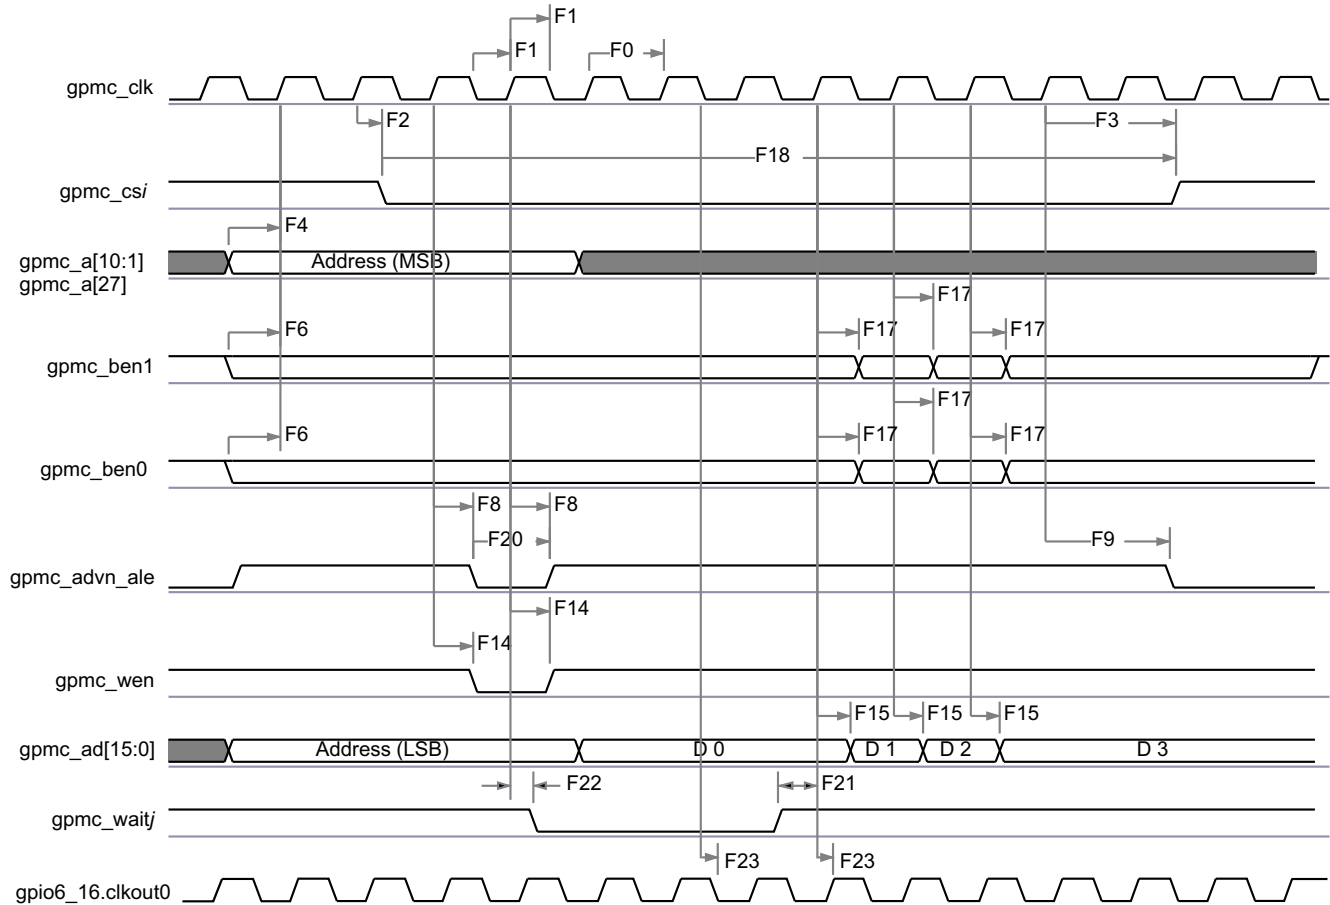 F1
F1
F0
gpmc_clk
F2
F3
F18
gpmc_csi
F4
gpmc_a[10:1]
Address (MSB)
gpmc_a[27]
F17
F6
F17
F17
gpmc_ben1
F17
F6
F17
F17
gpmc_ben0
F8
F8
F20
F9
gpmc_advn_ale
F14
F14
gpmc_wen
F15
F15
F15
gpmc_ad[15:0]
Address (LSB)
D 0
D 1
D 2
D 3
F22
F21
gpmc_waitj
F23
F23
gpio6_16.clkout0